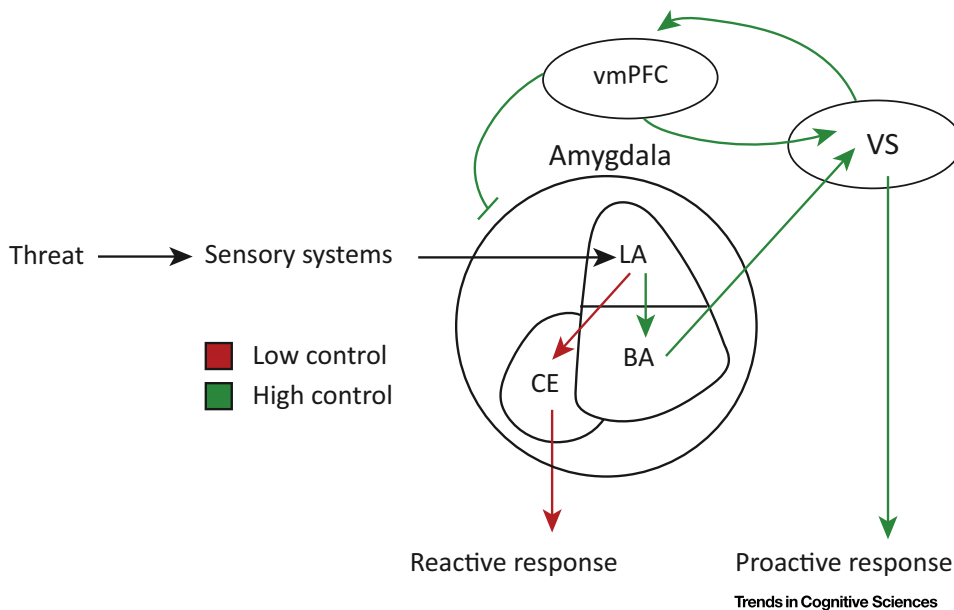 vmPFC
VS
Amygdala
Threat
Sensory systems
LA
Low control
High control
BA
CE
Reactive response
Proactive response
Trends in Cognitive Sciences